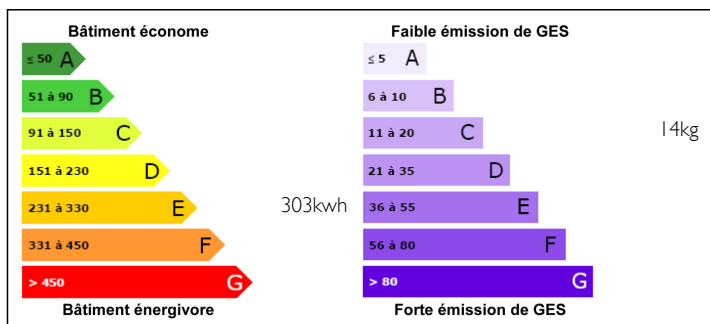 Bâtiment économe
≤ 50 A
51 à 90 B
91 à 150 C
151 à 230 D
231 à 330 E
303kwh
331 à 450 F
> 450 G
Bâtiment énergivore
Faible émission de GES
≤ 5 A
6 à 10 B
11 à 20 C
14kg
21 à 35 D
36 à 55 E
56 à 80 F
> 80 G
Forte émission de GES